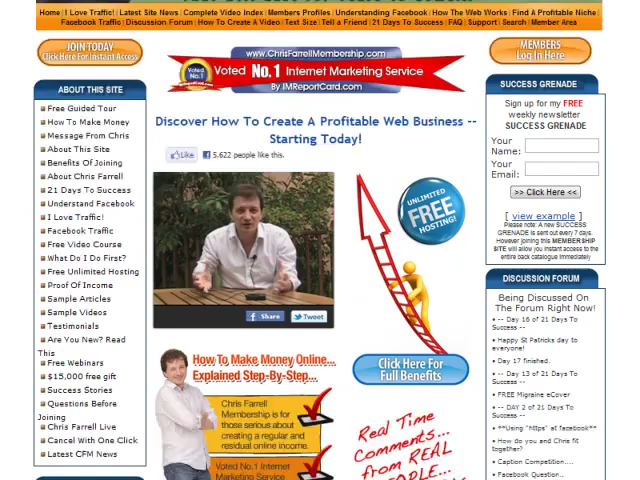 Home | I Love Traffic! | Latest Site News | Complete Video Index | Members Profiles | Understanding Facebook | How The Web Works | Find A Profitable Niche
Facebook Traffic | Discussion Forum | How To Create A Video | Text Size | Tell a Friend | 21 Days To Success | FAQ | Support | Search | Member Area
JOIN TODAY
Click Here For Instant Access
ABOUT THIS SITE
Free Guided Tour
How To Make Money
Message From Chris
About This Site
Benefits Of Joining
About Chris Farrell
21 Days To Success
Understand Facebook
I Love Traffic!
Facebook Traffic
Free Video Course
What Do I Do First?
Free Unlimited Hosting
Proof Of Income
Sample Articles
Sample Videos
Testimonials
Are You New? Read
This
Free Webinars
$15,000 free gift
Success Stories
Questions Before
Joining
Chris Farrell Live
Cancel With One Click
Latest CFM News
www.ChrisFarrellMembership.com
Voted No.1 Internet Marketing Service
By IMReportCard.com
Discover How To Create A Profitable Web Business --
Starting Today!
Like
5,622 people like this.
Share
Tweet
UNLIMITED
FREE
HOSTING!
Click Here For
Full Benefits
How To Make Money Online...
Explained Step-By-Step...
Chris Farrell
Membership is for
those serious about
creating a regular and
residual online income.
Voted No.1 Internet
Marketing Service
Real Time
Comments...
from REAL
PEOPLE...
MEMBERS
Log In Here
SUCCESS GRENADE
Sign up for my FREE
weekly newsletter
SUCCESS GRENADE
Your
Name:
Your
Email:
>> Click Here <<
[ view example ]
Please note: A new SUCCESS
GRENADE is sent out every 7 days.
However joining this MEMBERSHIP
SITE will allow you instant access to the
entire back catalogue immediately
DISCUSSION FORUM
Being Discussed On
The Forum Right Now!
-- Day 16 of 21 Days To
Success --
Happy St Patricks day to
everyone!
Day 17 finished.
-- Day 13 of 21 Days To
Success --
FREE Migraine eCover
-- DAY 2 of 21 Days To
Success --
**Using "https" at facebook**
How do you and Chris fit
together?
Caption Competition....
Facebook Question..